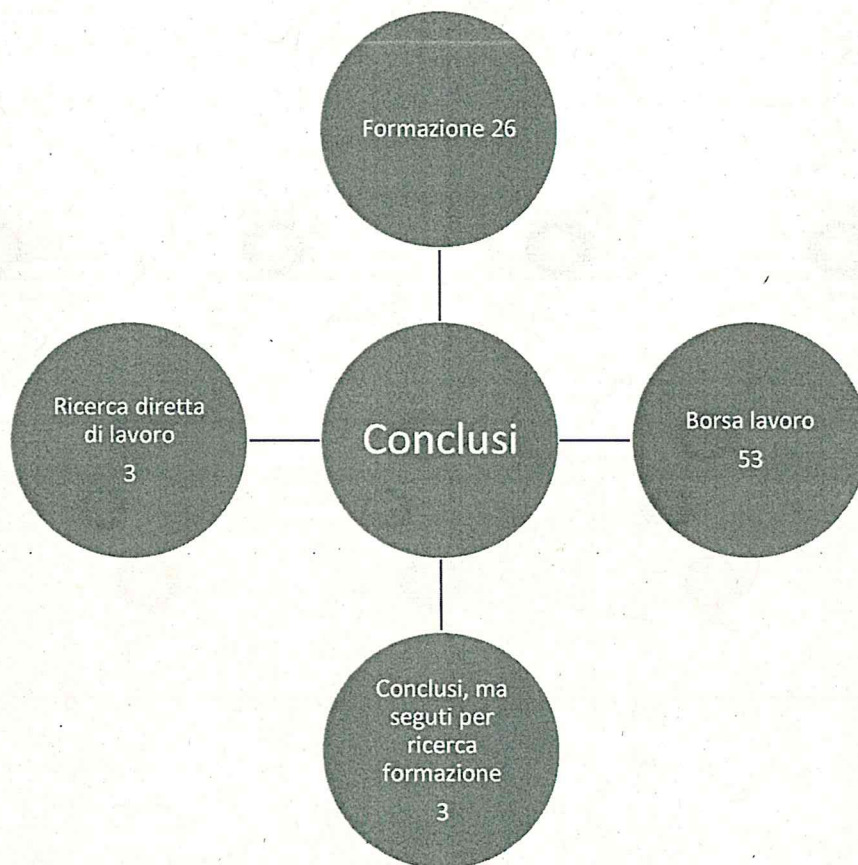 Formazione 26
Ricerca diretta
di lavoro
3
Conclusi
Borsa lavoro
53
Conclusi, ma
seguti per
ricerca
formazione
3